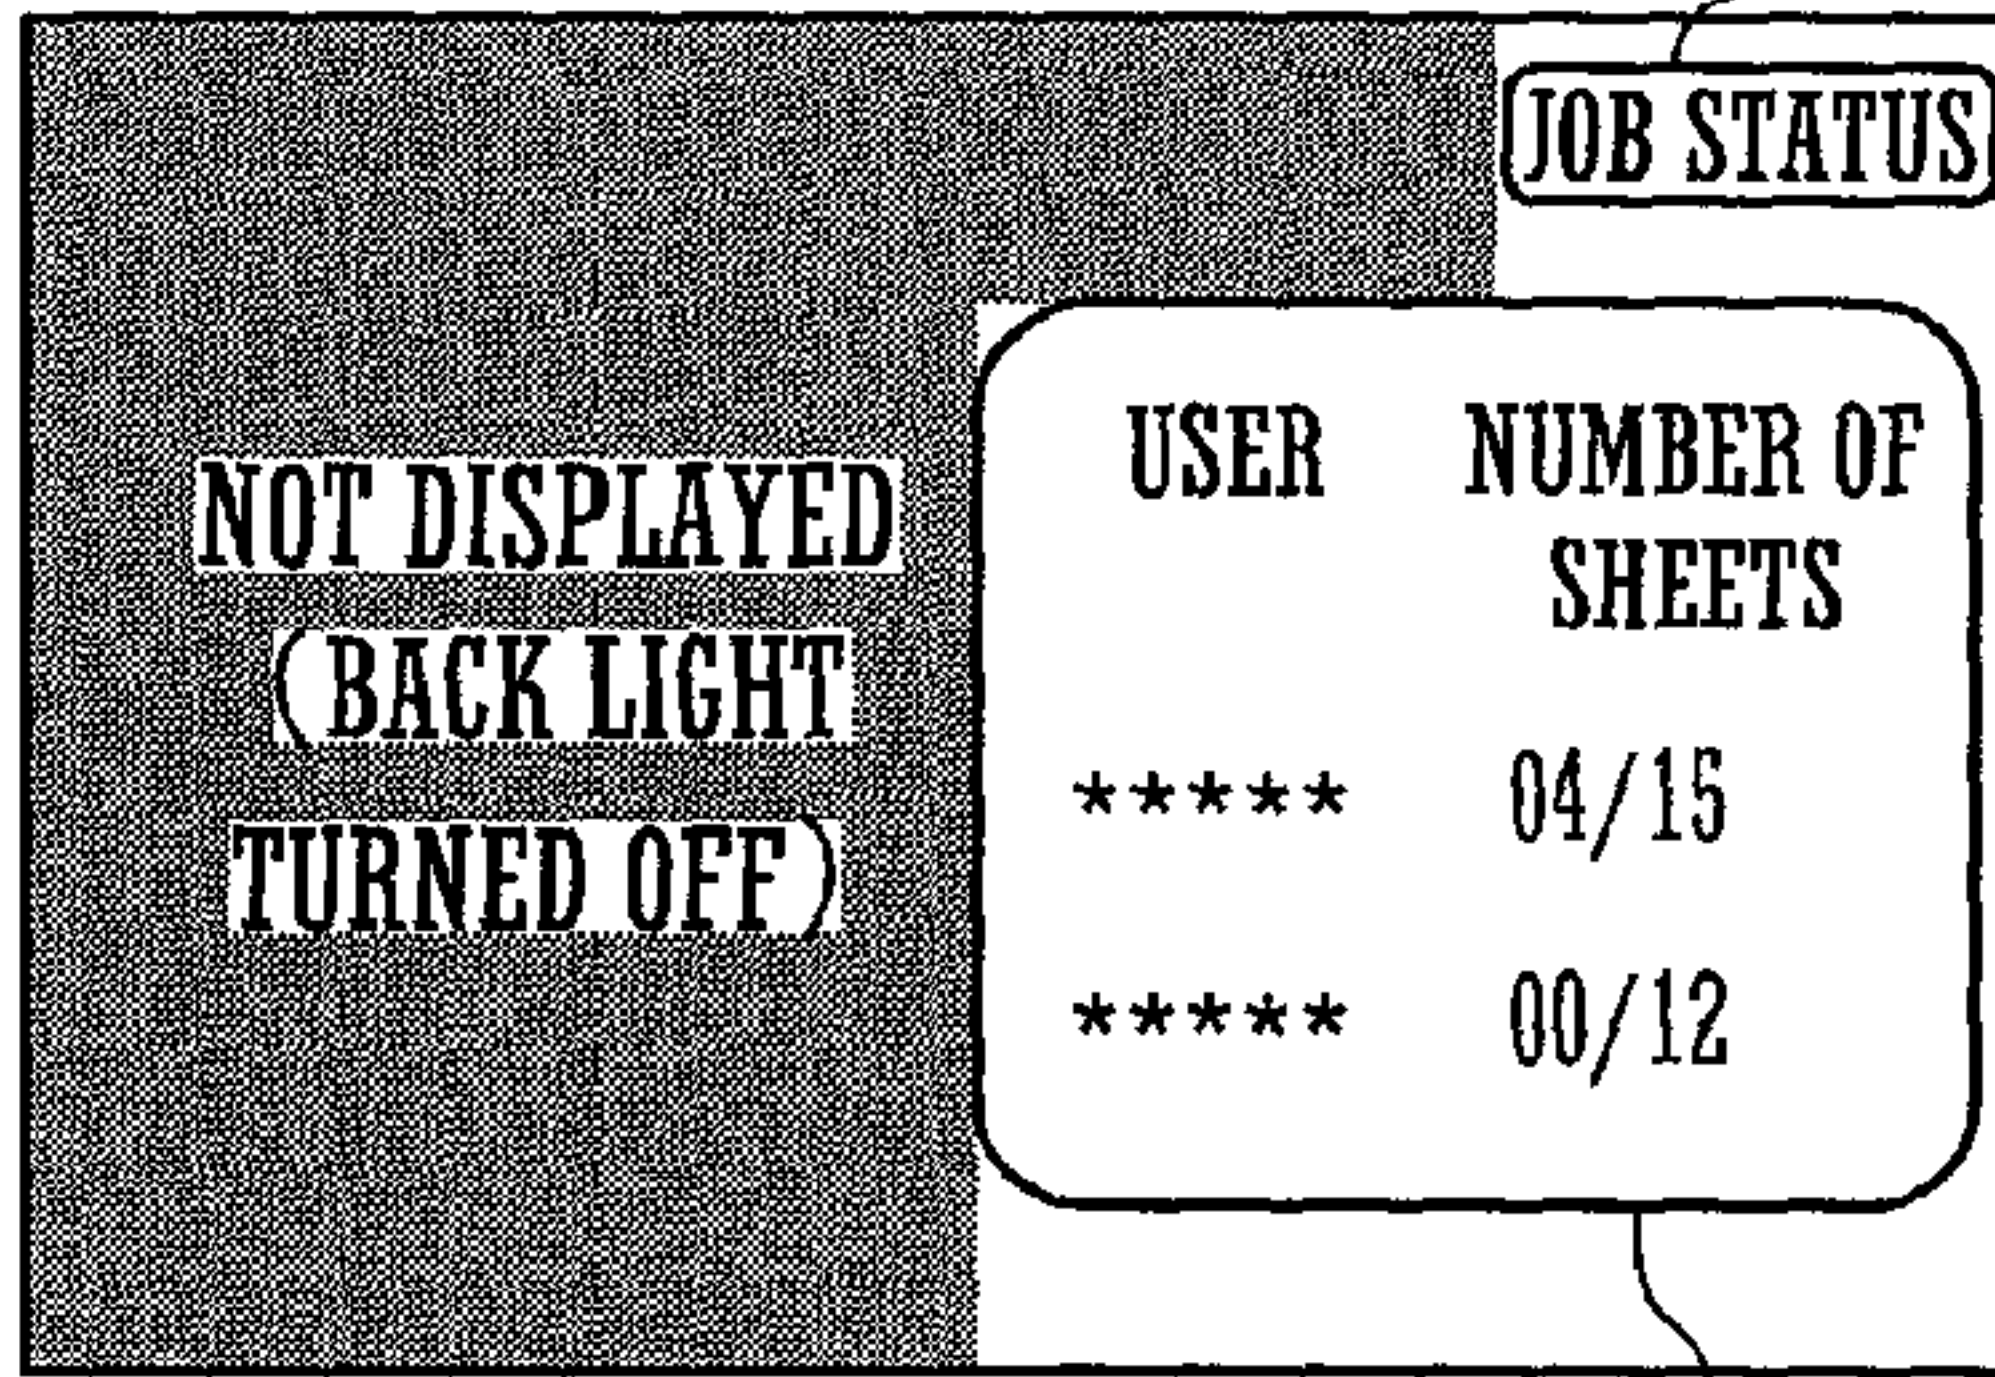 JOB STATUS
NOT DISPLAYED
(BACK LIGHT
TURNED OFF)
USER NUMBER OF
SHEETS
***** 04/15
***** 00/12